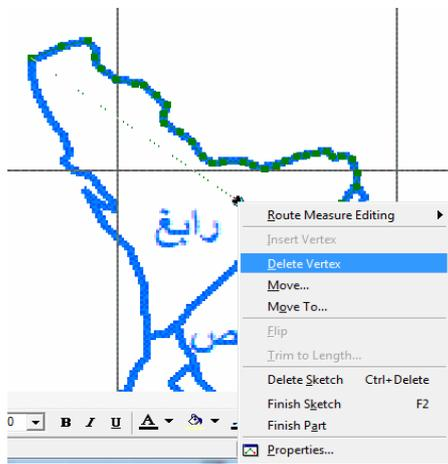 رابغ
Route Measure Editing
Insert Vertex
Delete Vertex
Move...
Move To...
Flip
Trim to Length...
Delete Sketch Ctrl+Delete
Finish Sketch F2
Finish Part
Properties...
0 B I U A